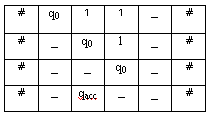 # q0 1 1 _ #
# _ q0 1 _ #
# _ _ q0 _ #
# _ qacc _ _ #